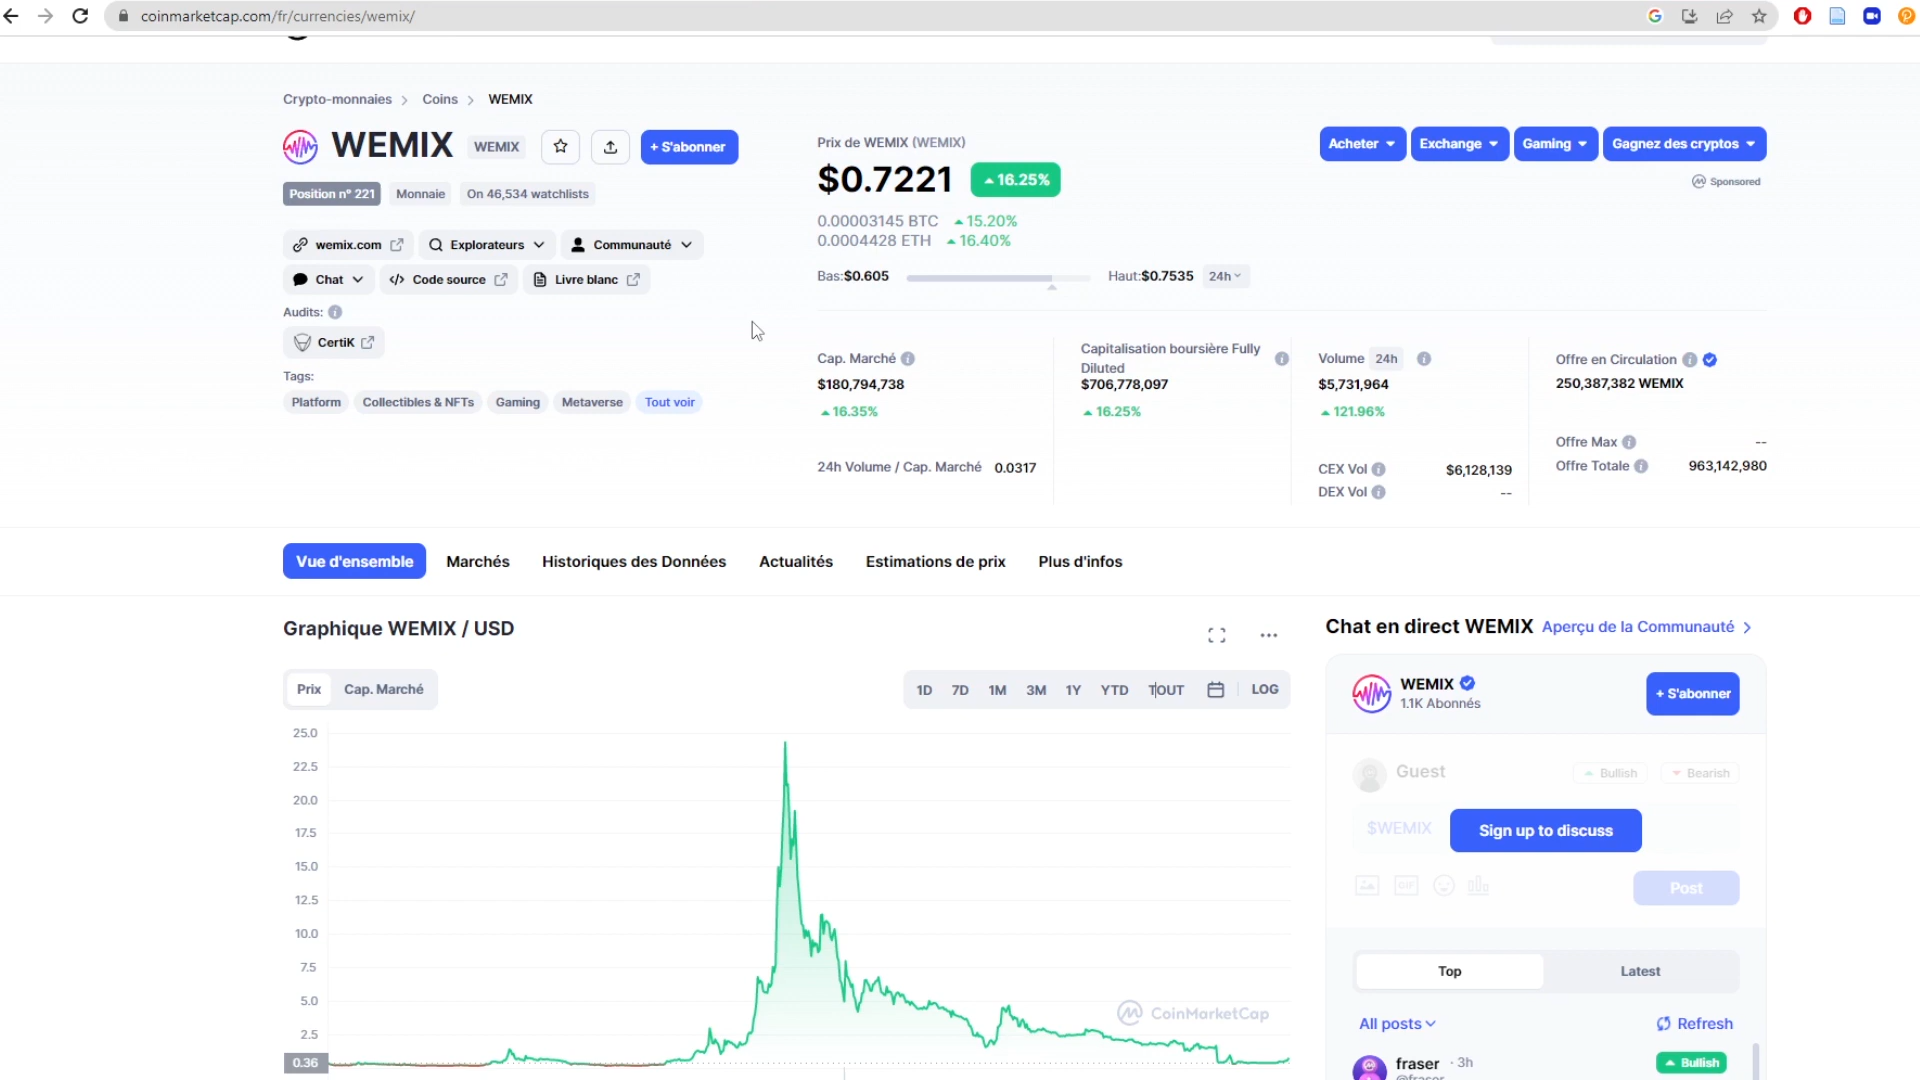 coinmarketcap.com/fr/currencies/wemix/
Crypto-monnaies > Coins > WEMIX
WEMIX WEMIX + S'abonner
Position n° 221 Monnaie On 46,534 watchlists
wemix.com Explorateurs Communauté
Chat Code source Livre blanc
Audits:
CertiK
Tags:
Platform Collectibles & NFTs Gaming Metaverse Tout voir
Prix de WEMIX (WEMIX)
$0.7221 16.25%
0.00003145 BTC 15.20%
0.0004428 ETH 16.40%
Bas:$0.605 Haut:$0.7535 24h
Acheter Exchange Gaming Gagnez des cryptos
Sponsored
Cap. Marché
$180,794,738
16.35%
24h Volume / Cap. Marché 0.0317
Capitalisation boursière Fully
Diluted
$706,778,097
16.25%
Volume 24h
$5,731,964
121.96%
CEX Vol $6,128,139
DEX Vol --
Offre en Circulation
250,387,382 WEMIX
Offre Max --
Offre Totale 963,142,980
Vue d'ensemble Marchés Historiques des Données Actualités Estimations de prix Plus d'infos
Graphique WEMIX / USD
Prix Cap. Marché
1D 7D 1M 3M 1Y YTD TOUT LOG
25.0
22.5
20.0
17.5
15.0
12.5
10.0
7.5
5.0
2.5
0.36
CoinMarketCap
Chat en direct WEMIX Aperçu de la Communauté >
WEMIX
1.1K Abonnés
+ S'abonner
Guest Bullish Bearish
$WEMIX Sign up to discuss
GIF
Post
Top Latest
All posts Refresh
fraser · 3h Bullish
@fraser